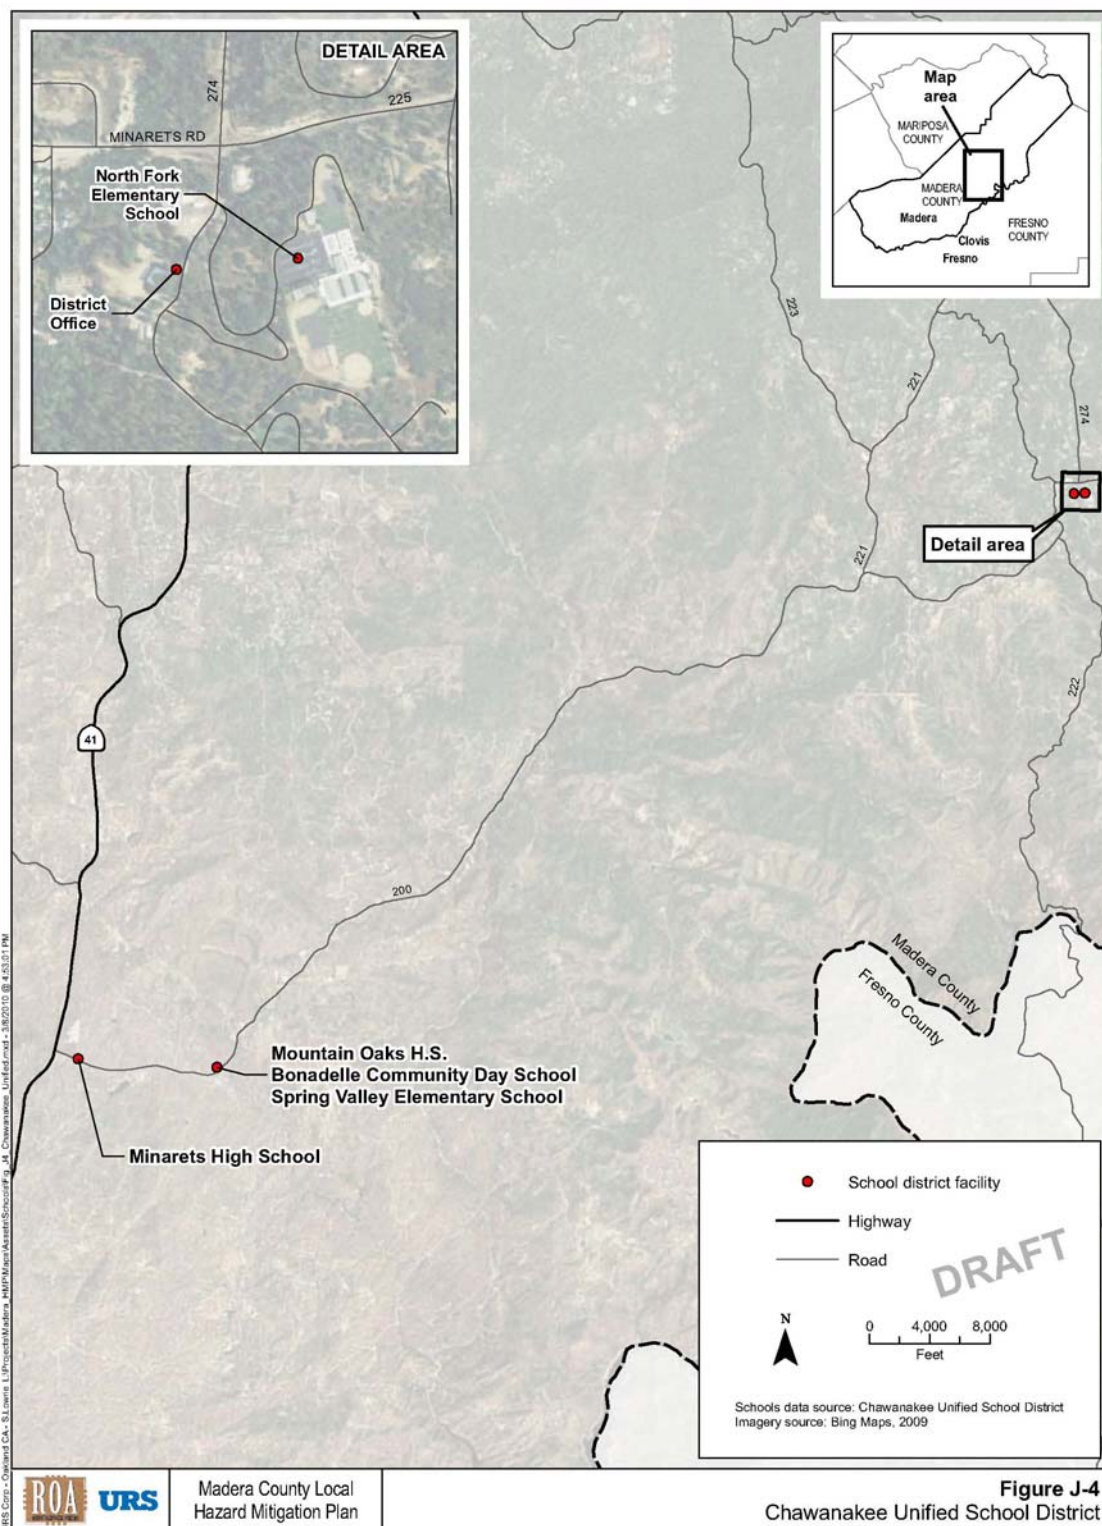 DETAIL AREA
274
225
MINARETS RD
North Fork
Elementary
School
District
Office
Map
area
MARIPOSA
COUNTY
MADERA
COUNTY
Madera
FRESNO
COUNTY
Clovis
Fresno
223
221
274
Detail area
221
222
41
200
Madera County
Fresno County
Mountain Oaks H.S.
Bonadelle Community Day School
Spring Valley Elementary School
Minarets High School
School district facility
Highway
Road
DRAFT
N
0 4,000 8,000
Feet
Schools data source: Chawanakee Unified School District
Imagery source: Bing Maps, 2009
ROA
URS
Madera County Local
Hazard Mitigation Plan
Figure J-4
Chawanakee Unified School District